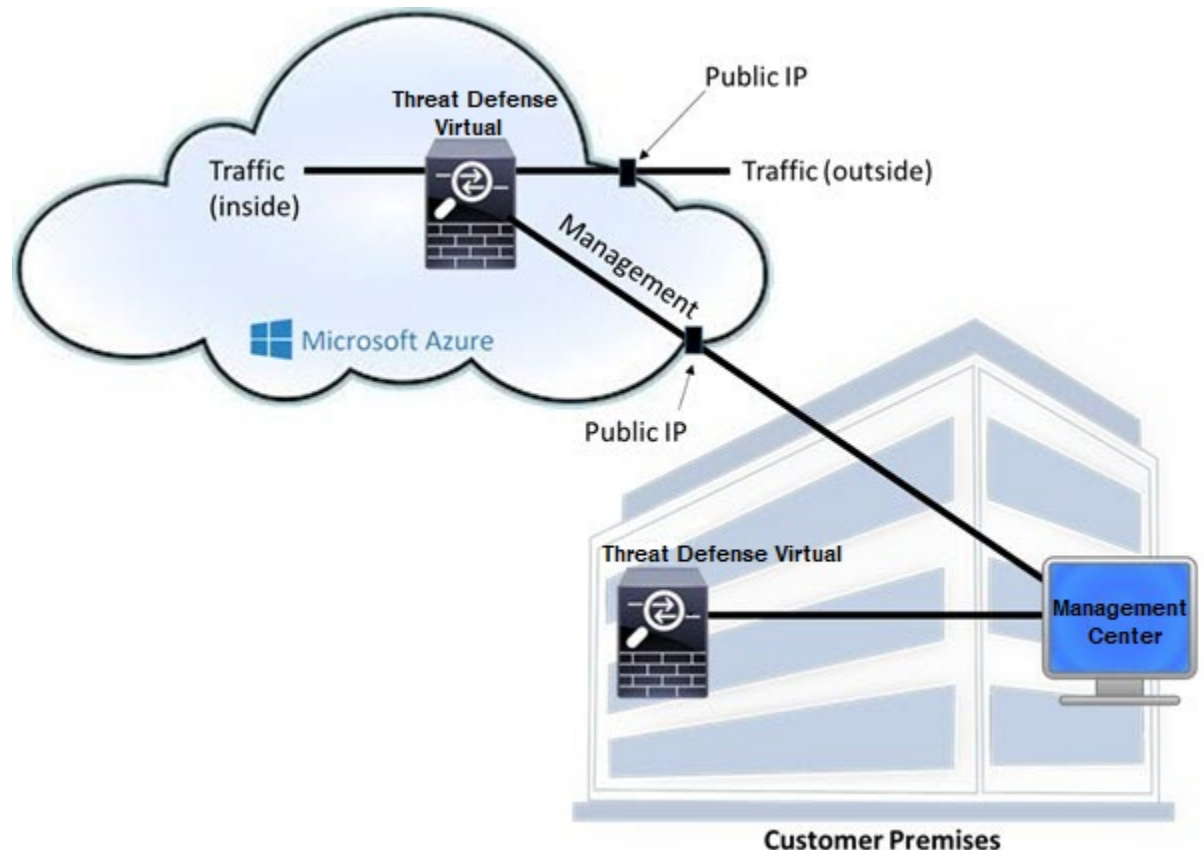 Public IP
Threat Defense
Virtual
Traffic
(inside)
Traffic (outside)
Management
Microsoft Azure
Public IP
Threat Defense Virtual
Management
Center
Customer Premises